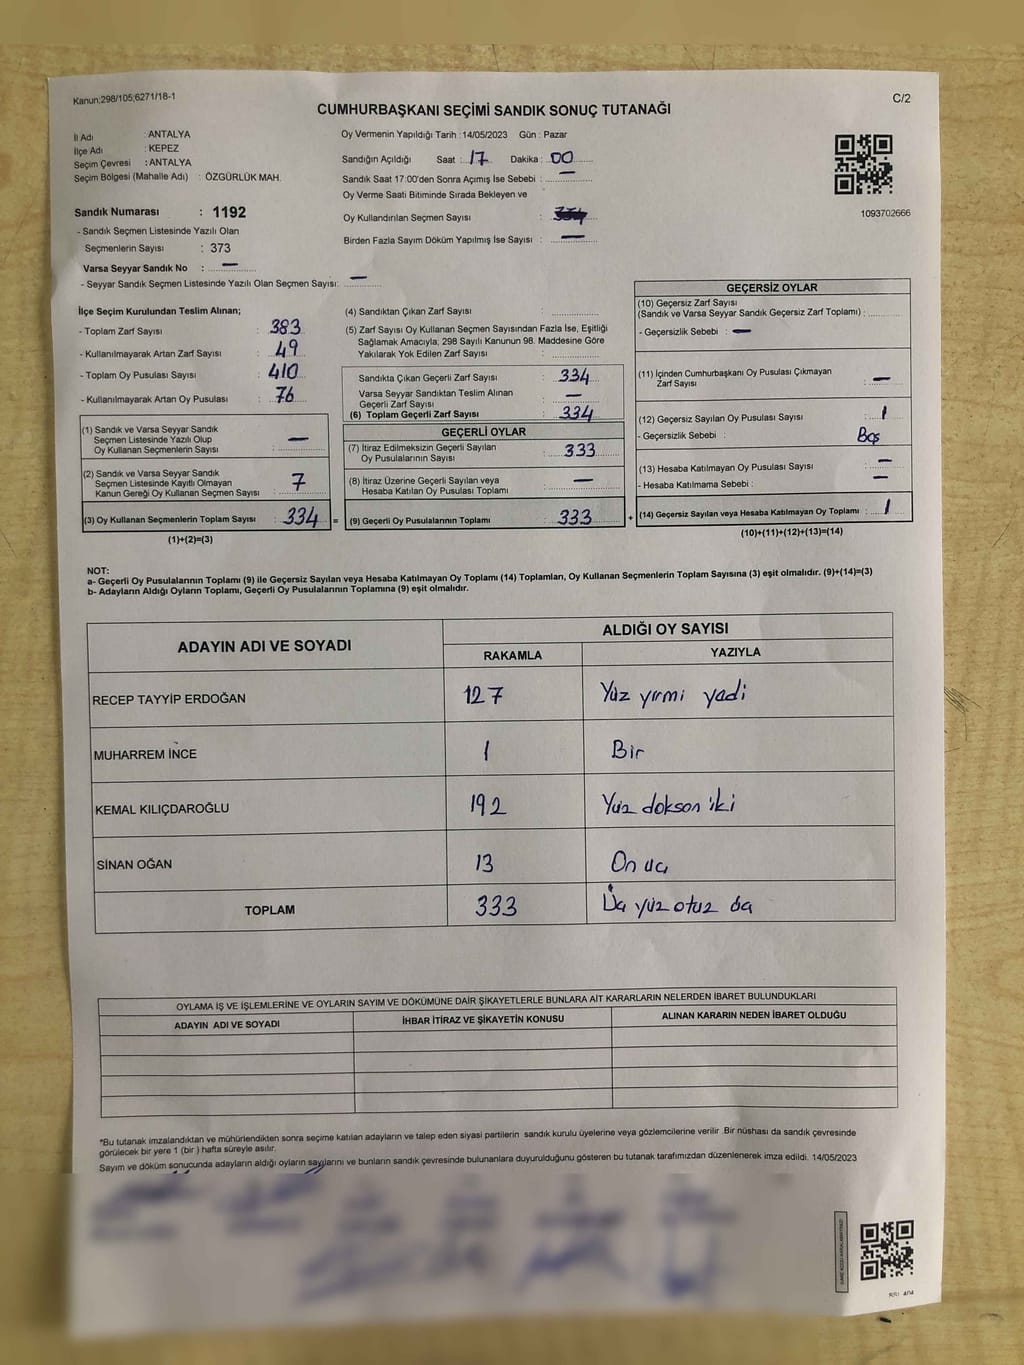 Kanun;298/105;6271/18-1
C/2
CUMHURBAŞKANI SEÇİMİ SANDIK SONUÇ TUTANAĞI
İl Adı : ANTALYA
İlçe Adı : KEPEZ
Seçim Çevresi : ANTALYA
Seçim Bölgesi (Mahalle Adı) : ÖZGÜRLÜK MAH.
Sandık Numarası : 1192
- Sandık Seçmen Listesinde Yazılı Olan
Seçmenlerin Sayısı : 373
Varsa Seyyar Sandık No : —
- Seyyar Sandık Seçmen Listesinde Yazılı Olan Seçmen Sayısı: —
Oy Vermenin Yapıldığı Tarih : 14/05/2023 Gün : Pazar
Sandığın Açıldığı Saat : 17 Dakika : 00
Sandık Saat 17:00'den Sonra Açımış İse Sebebi : —
Oy Verme Saati Bitiminde Sırada Bekleyen ve
Oy Kullandırılan Seçmen Sayısı :
Birden Fazla Sayım Döküm Yapılmış İse Sayısı : —
1093702666
İlçe Seçim Kurulundan Teslim Alınan;
- Toplam Zarf Sayısı : 383
- Kullanılmayarak Artan Zarf Sayısı : 49
- Toplam Oy Pusulası Sayısı : 410
- Kullanılmayarak Artan Oy Pusulası : 76
(1) Sandık ve Varsa Seyyar Sandık
Seçmen Listesinde Yazılı Olup
Oy Kullanan Seçmenlerin Sayısı : —
(2) Sandık ve Varsa Seyyar Sandık
Seçmen Listesinde Kayıtlı Olmayan
Kanun Gereği Oy Kullanan Seçmen Sayısı : 7
(3) Oy Kullanan Seçmenlerin Toplam Sayısı : 334 =
(1)+(2)=(3)
(4) Sandıktan Çıkan Zarf Sayısı :
(5) Zarf Sayısı Oy Kullanan Seçmen Sayısından Fazla İse, Eşitliği
Sağlamak Amacıyla; 298 Sayılı Kanunun 98. Maddesine Göre
Yakılarak Yok Edilen Zarf Sayısı :
Sandıkta Çıkan Geçerli Zarf Sayısı : 334
Varsa Seyyar Sandıktan Teslim Alınan
Geçerli Zarf Sayısı : —
(6) Toplam Geçerli Zarf Sayısı : 334
GEÇERLİ OYLAR
(7) İtiraz Edilmeksizin Geçerli Sayılan
Oy Pusulalarının Sayısı : 333
(8) İtiraz Üzerine Geçerli Sayılan veya
Hesaba Katılan Oy Pusulası Toplamı : —
(9) Geçerli Oy Pusulalarının Toplamı : 333 +
GEÇERSİZ OYLAR
(10) Geçersiz Zarf Sayısı
(Sandık ve Varsa Seyyar Sandık Geçersiz Zarf Toplamı) :
- Geçersizlik Sebebi : —
(11) İçinden Cumhurbaşkanı Oy Pusulası Çıkmayan
Zarf Sayısı : —
(12) Geçersiz Sayılan Oy Pusulası Sayısı : 1
- Geçersizlik Sebebi : Boş
(13) Hesaba Katılmayan Oy Pusulası Sayısı : —
- Hesaba Katılmama Sebebi : —
(14) Geçersiz Sayılan veya Hesaba Katılmayan Oy Toplamı : 1
(10)+(11)+(12)+(13)=(14)
NOT:
a- Geçerli Oy Pusulalarının Toplamı (9) ile Geçersiz Sayılan veya Hesaba Katılmayan Oy Toplamı (14) Toplamları, Oy Kullanan Seçmenlerin Toplam Sayısına (3) eşit olmalıdır. (9)+(14)=(3)
b- Adayların Aldığı Oyların Toplamı, Geçerli Oy Pusulalarının Toplamına (9) eşit olmalıdır.
ADAYIN ADI VE SOYADI
ALDIĞI OY SAYISI
RAKAMLA YAZIYLA
RECEP TAYYİP ERDOĞAN 127 Yüz yırmi yadi
MUHARREM İNCE 1 Bir
KEMAL KILIÇDAROĞLU 192 Yüz dokson iki
SİNAN OĞAN 13 On üç
TOPLAM 333 Üç yüz otuz üç
OYLAMA İŞ VE İŞLEMLERİNE VE OYLARIN SAYIM VE DÖKÜMÜNE DAİR ŞİKAYETLERLE BUNLARA AİT KARARLARIN NELERDEN İBARET BULUNDUKLARI
ADAYIN ADI VE SOYADI İHBAR İTİRAZ VE ŞİKAYETİN KONUSU ALINAN KARARIN NEDEN İBARET OLDUĞU
*Bu tutanak imzalandıktan ve mühürlendikten sonra seçime katılan adayların ve talep eden siyasi partilerin sandık kurulu üyelerine veya gözlemcilerine verilir .Bir nüshası da sandık çevresinde
görülecek bir yere 1 (bir ) hafta süreyle asılır.
Sayım ve döküm sonucunda adayların aldığı oyların sayılarını ve bunların sandık çevresinde bulunanlara duyurulduğunu gösteren bu tutanak tarafımızdan düzenlenerek imza edildi. 14/05/2023